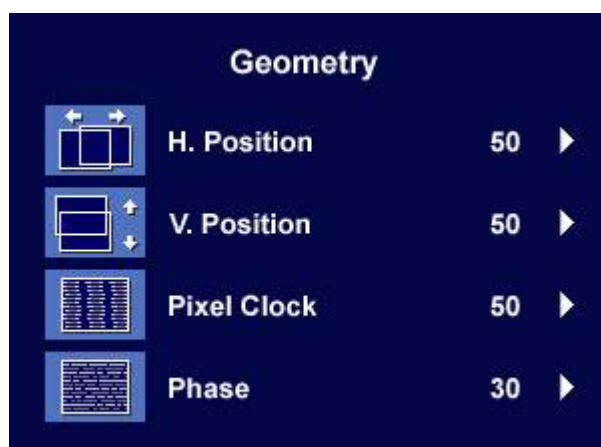 Geometry
H. Position 50
V. Position 50
Pixel Clock 50
Phase 30